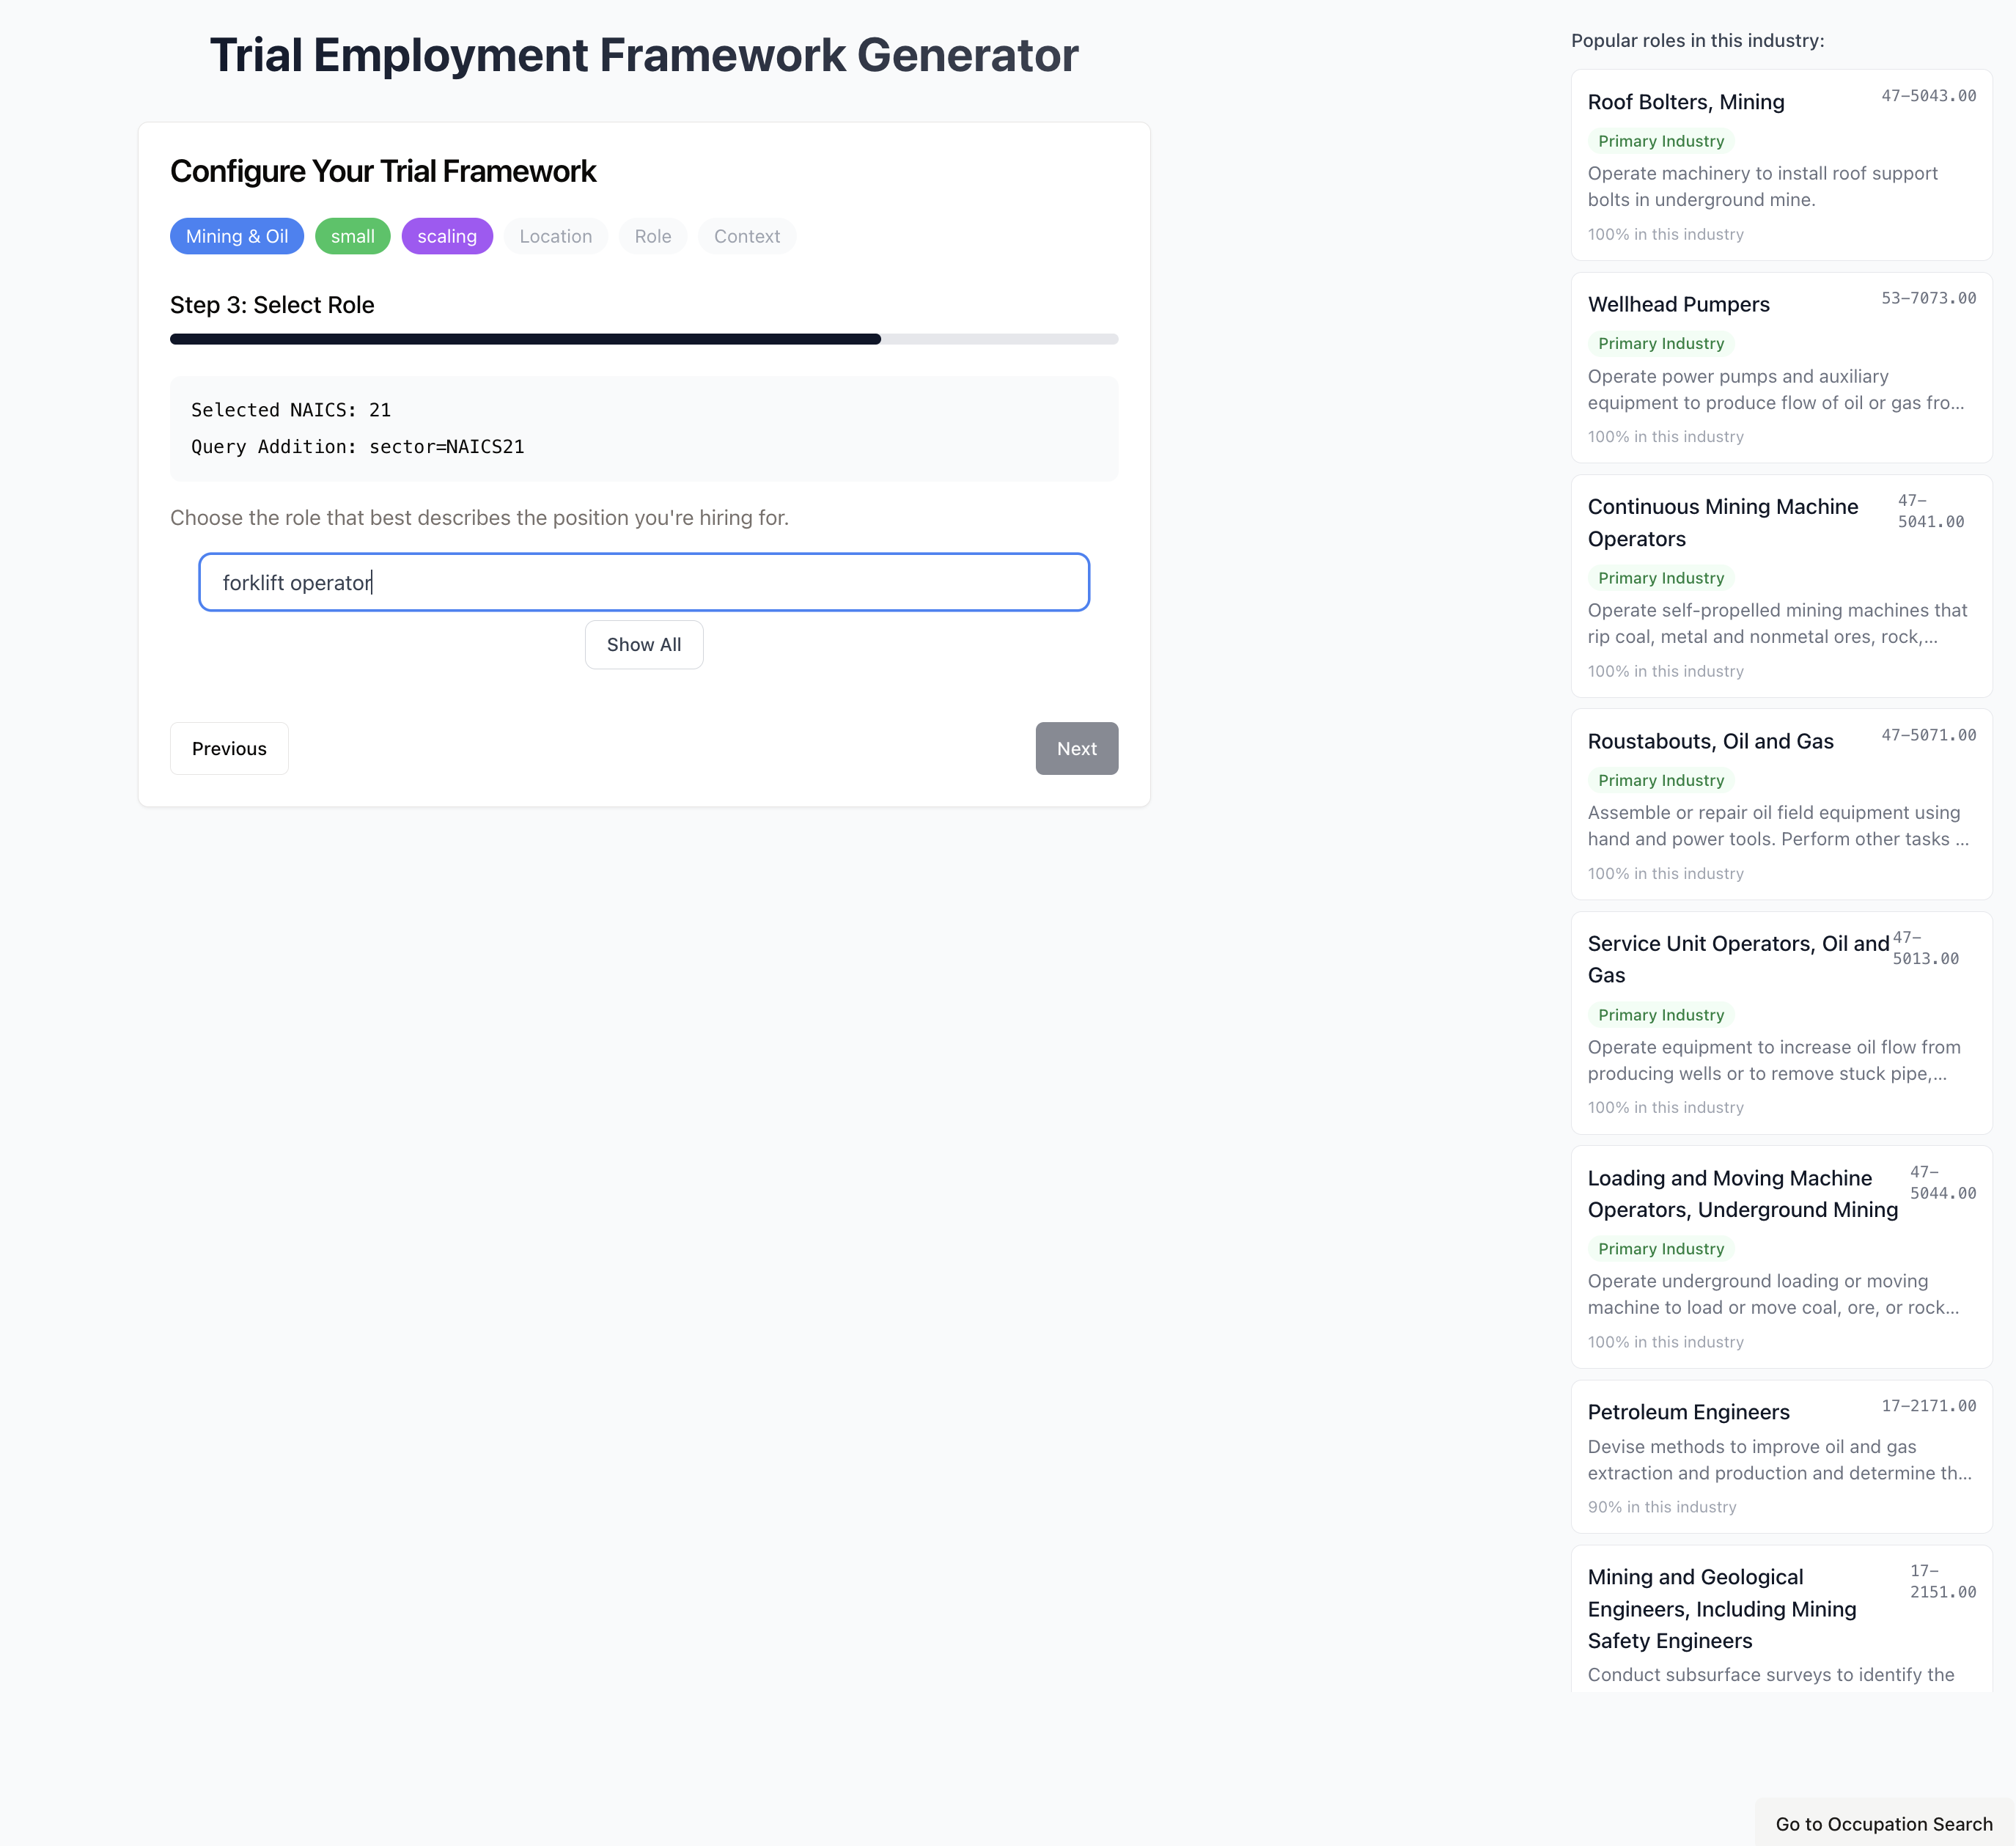 Trial Employment Framework Generator
Configure Your Trial Framework
Mining & Oil
small
scaling
Location
Role
Context
Step 3: Select Role
Selected NAICS: 21
Query Addition: sector=NAICS21
Choose the role that best describes the position you're hiring for.
forklift operator
Show All
Previous
Next
Popular roles in this industry:
Roof Bolters, Mining
47-5043.00
Primary Industry
Operate machinery to install roof support
bolts in underground mine.
100% in this industry
Wellhead Pumpers
53-7073.00
Primary Industry
Operate power pumps and auxiliary
equipment to produce flow of oil or gas fro...
100% in this industry
Continuous Mining Machine
Operators
47-
5041.00
Primary Industry
Operate self-propelled mining machines that
rip coal, metal and nonmetal ores, rock,...
100% in this industry
Roustabouts, Oil and Gas
47-5071.00
Primary Industry
Assemble or repair oil field equipment using
hand and power tools. Perform other tasks ...
100% in this industry
Service Unit Operators, Oil and
Gas
47-
5013.00
Primary Industry
Operate equipment to increase oil flow from
producing wells or to remove stuck pipe,...
100% in this industry
Loading and Moving Machine
Operators, Underground Mining
47-
5044.00
Primary Industry
Operate underground loading or moving
machine to load or move coal, ore, or rock...
100% in this industry
Petroleum Engineers
17-2171.00
Devise methods to improve oil and gas
extraction and production and determine th...
90% in this industry
Mining and Geological
Engineers, Including Mining
Safety Engineers
17-
2151.00
Conduct subsurface surveys to identify the
Go to Occupation Search